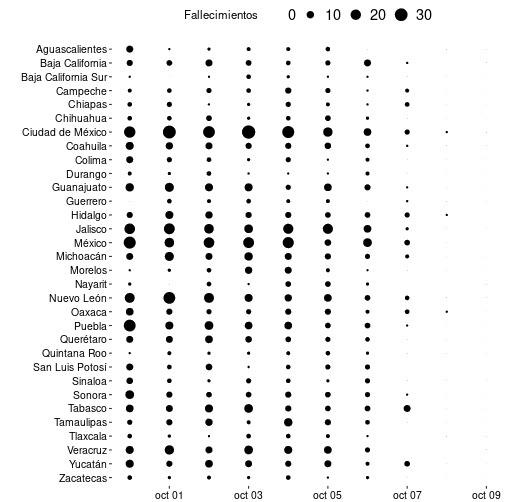 Fallecimientos 0 10 20 30
Aguascalientes
Baja California
Baja California Sur
Campeche
Chiapas
Chihuahua
Ciudad de México
Coahuila
Colima
Durango
Guanajuato
Guerrero
Hidalgo
Jalisco
México
Michoacán
Morelos
Nayarit
Nuevo León
Oaxaca
Puebla
Querétaro
Quintana Roo
San Luis Potosí
Sinaloa
Sonora
Tabasco
Tamaulipas
Tlaxcala
Veracruz
Yucatán
Zacatecas
oct 01 oct 03 oct 05 oct 07 oct 09